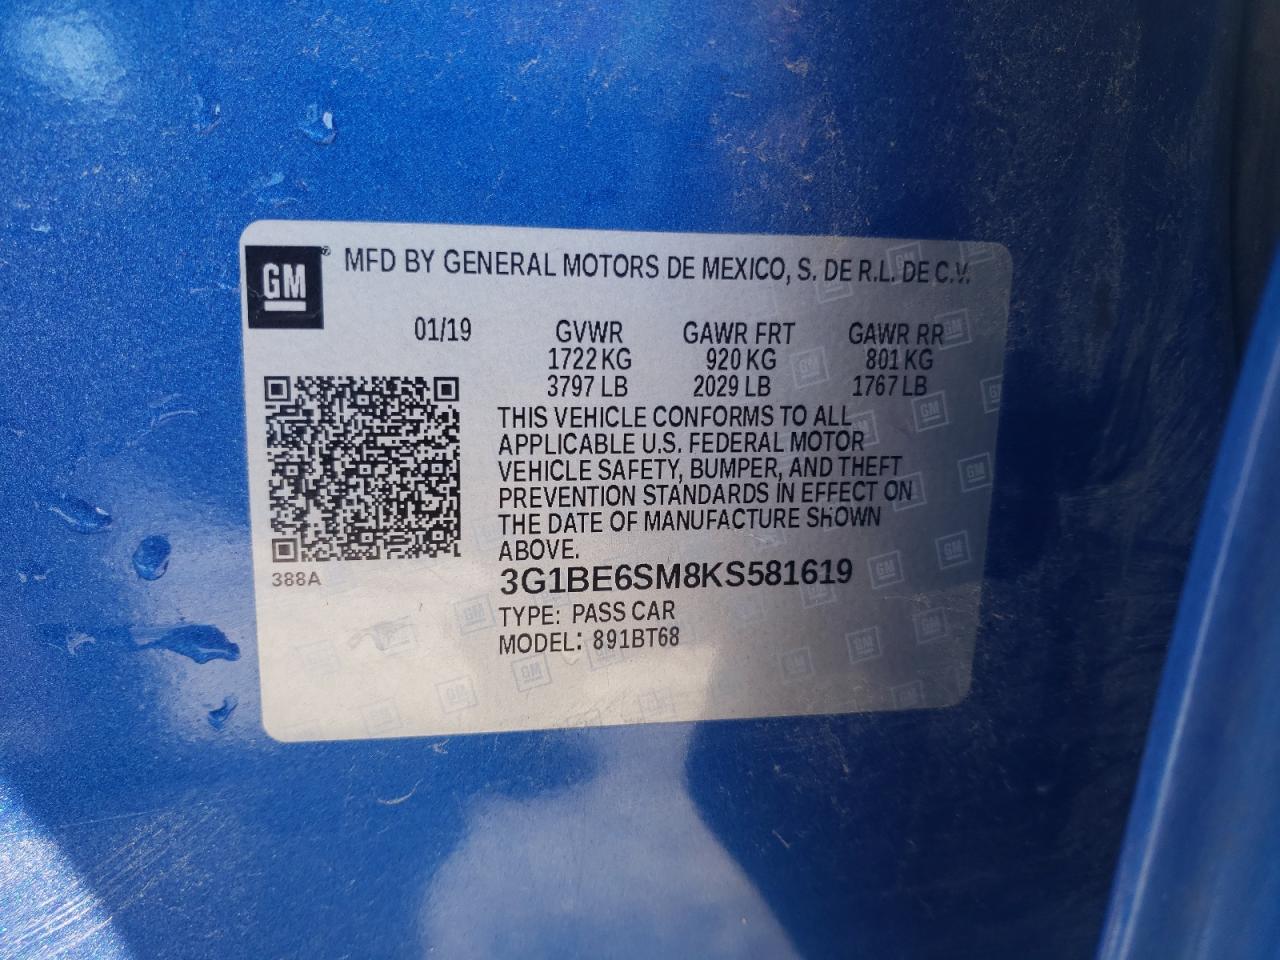 GM® MFD BY GENERAL MOTORS DE MEXICO, S. DE R.L. DE C.V.
01/19 GVWR GAWR FRT GAWR RR
1722 KG 920 KG 801 KG
3797 LB 2029 LB 1767 LB
THIS VEHICLE CONFORMS TO ALL
APPLICABLE U.S. FEDERAL MOTOR
VEHICLE SAFETY, BUMPER, AND THEFT
PREVENTION STANDARDS IN EFFECT ON
THE DATE OF MANUFACTURE SHOWN
ABOVE.
388A
3G1BE6SM8KS581619
TYPE: PASS CAR
MODEL: 891BT68